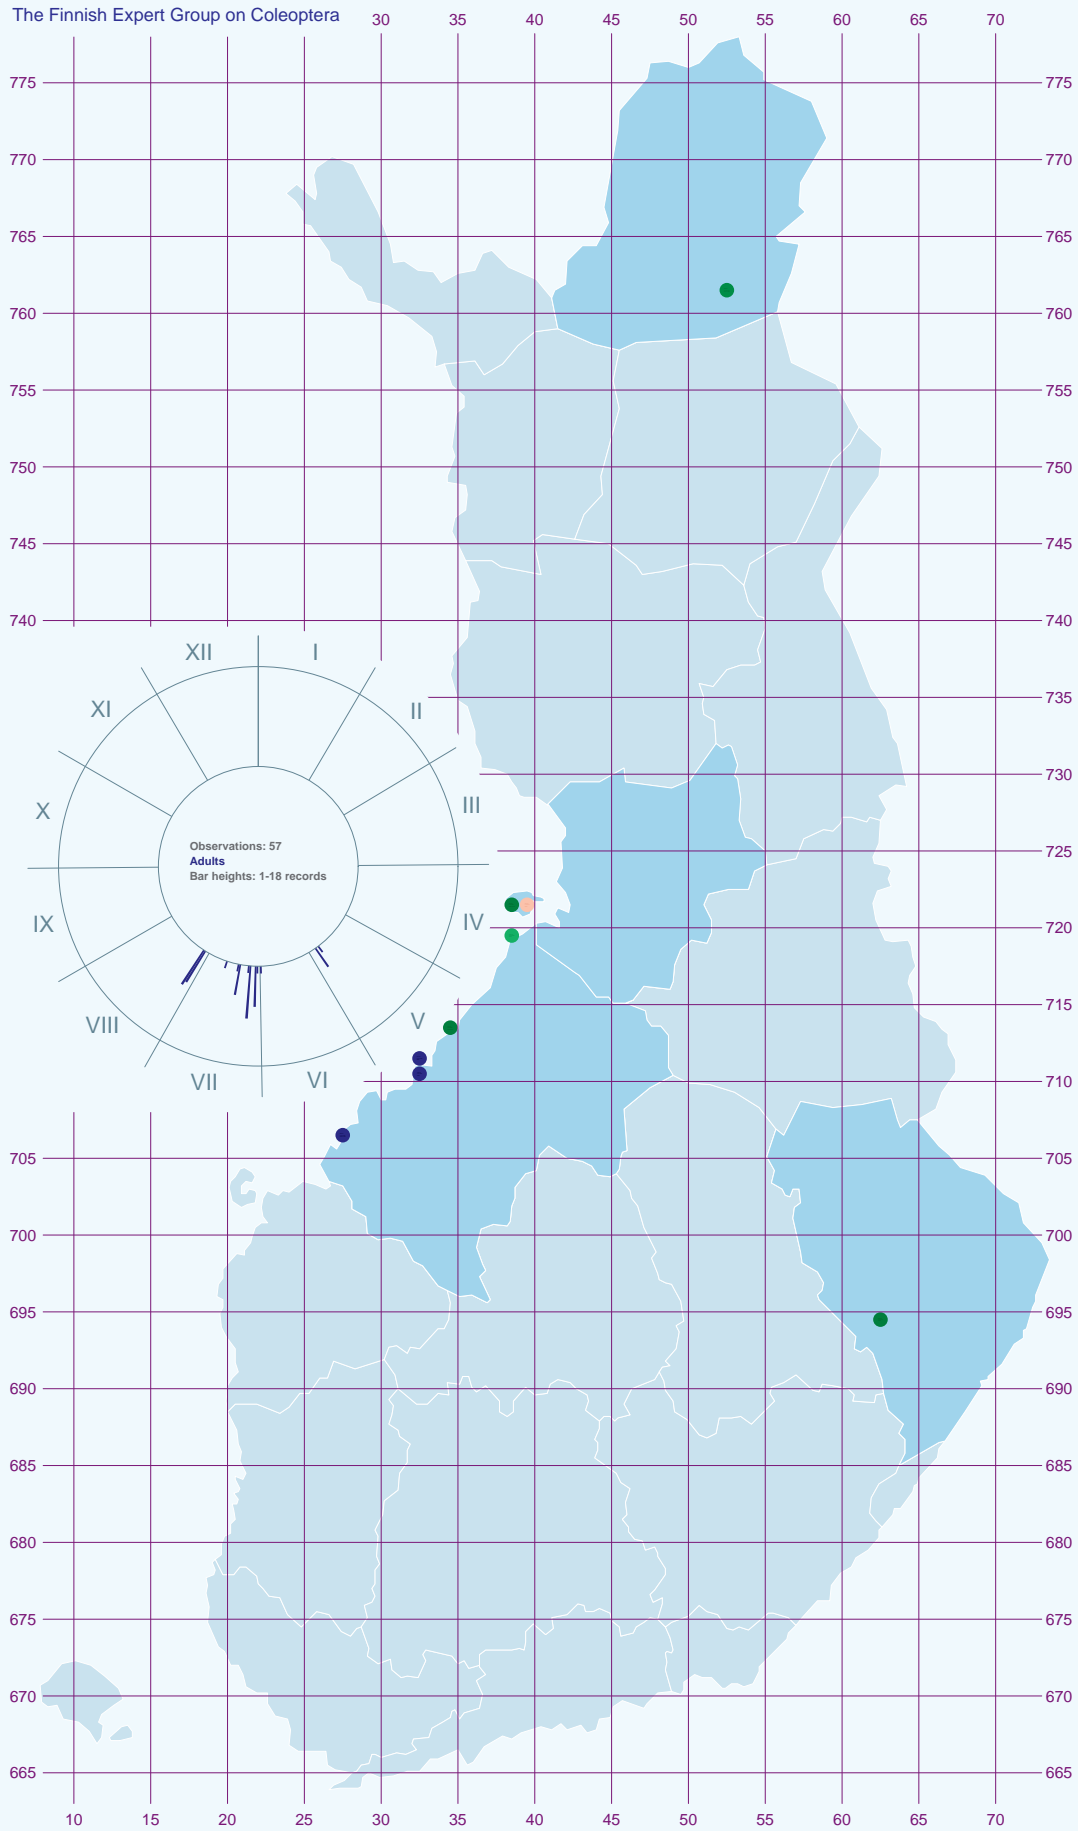 The Finnish Expert Group on Coleoptera
30 35 40 45 50 55 60 65 70
775 775
770 770
765 765
760 760
755 755
750 750
745 745
740 740
XII I
XI II
735
730
X III
Observations: 57
Adults
Bar heights: 1-18 records
725
IX IV
720
715
VIII V
VII VI
710
705 705
700 700
695 695
690 690
685 685
680 680
675 675
670 670
665 665
10 15 20 25 30 35 40 45 50 55 60 65 70